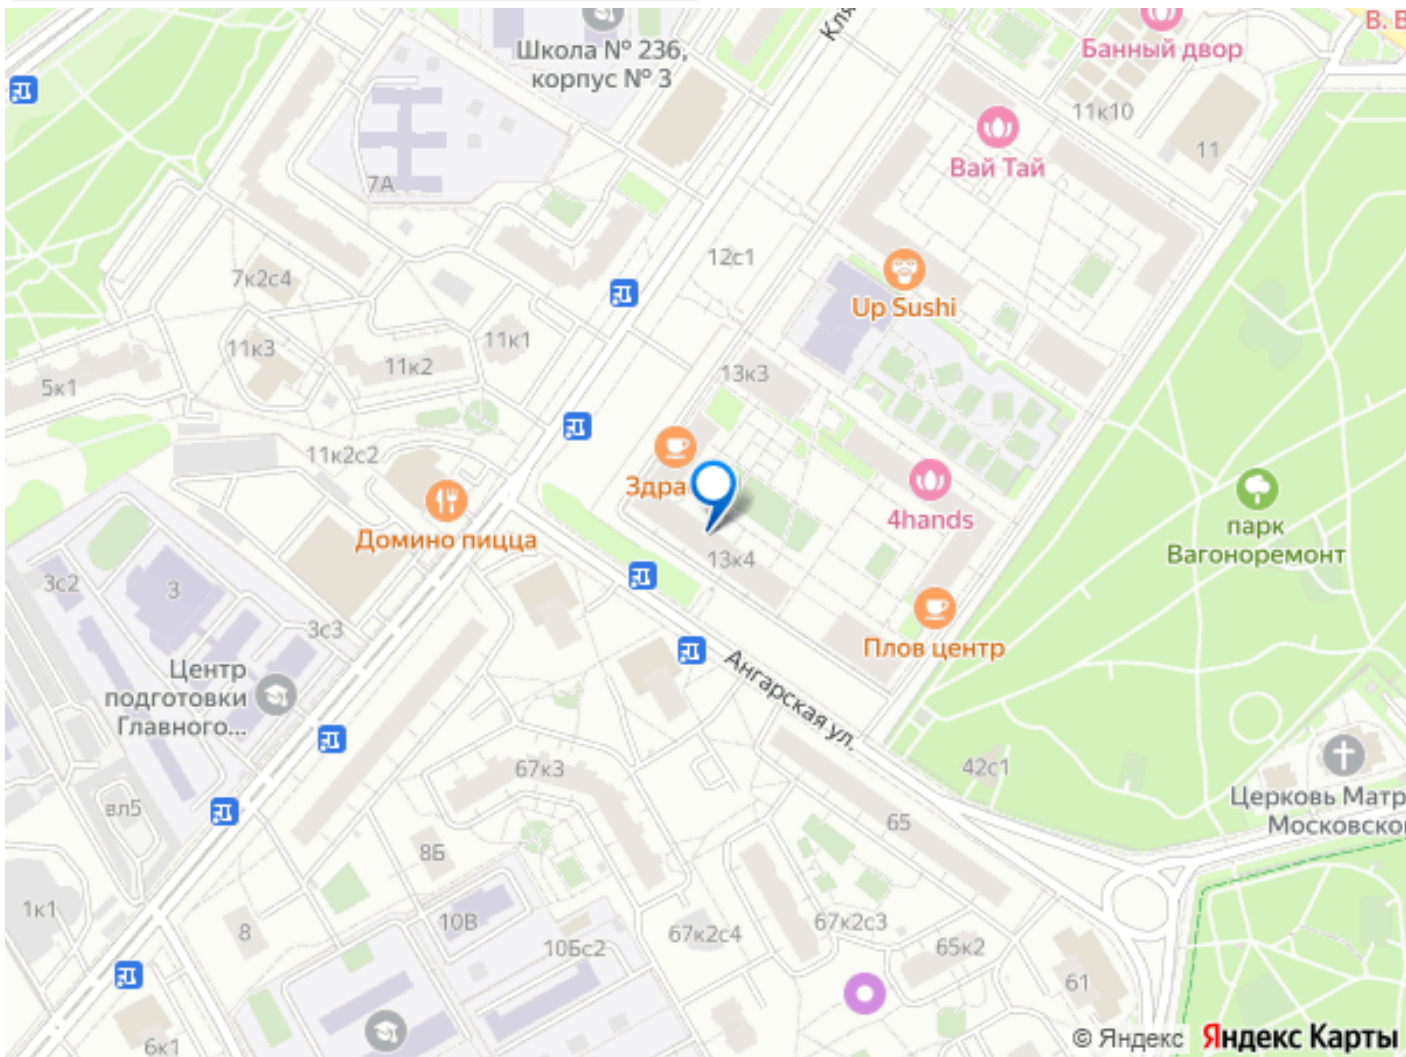 Школа № 236,
корпус № 3
Кля
Банный двор
В. В
11к10
11
Вай Тай
7А
12с1
7к2с4
Up Sushi
11к1
11к3
11к2
5к1
13к3
11к2с2
Здра
4hands
Домино пицца
парк
Вагоноремонт
13к4
3с2
3
3с3
Плов центр
Центр
подготовки
Главного...
Ангарская ул.
67к3
42с1
Церковь Матр
Московско
вл5
65
8Б
1к1
8
10В
10Бс2
67к2с4
67к2с3
65к2
61
6к1
© Яндекс Яндекс Карты